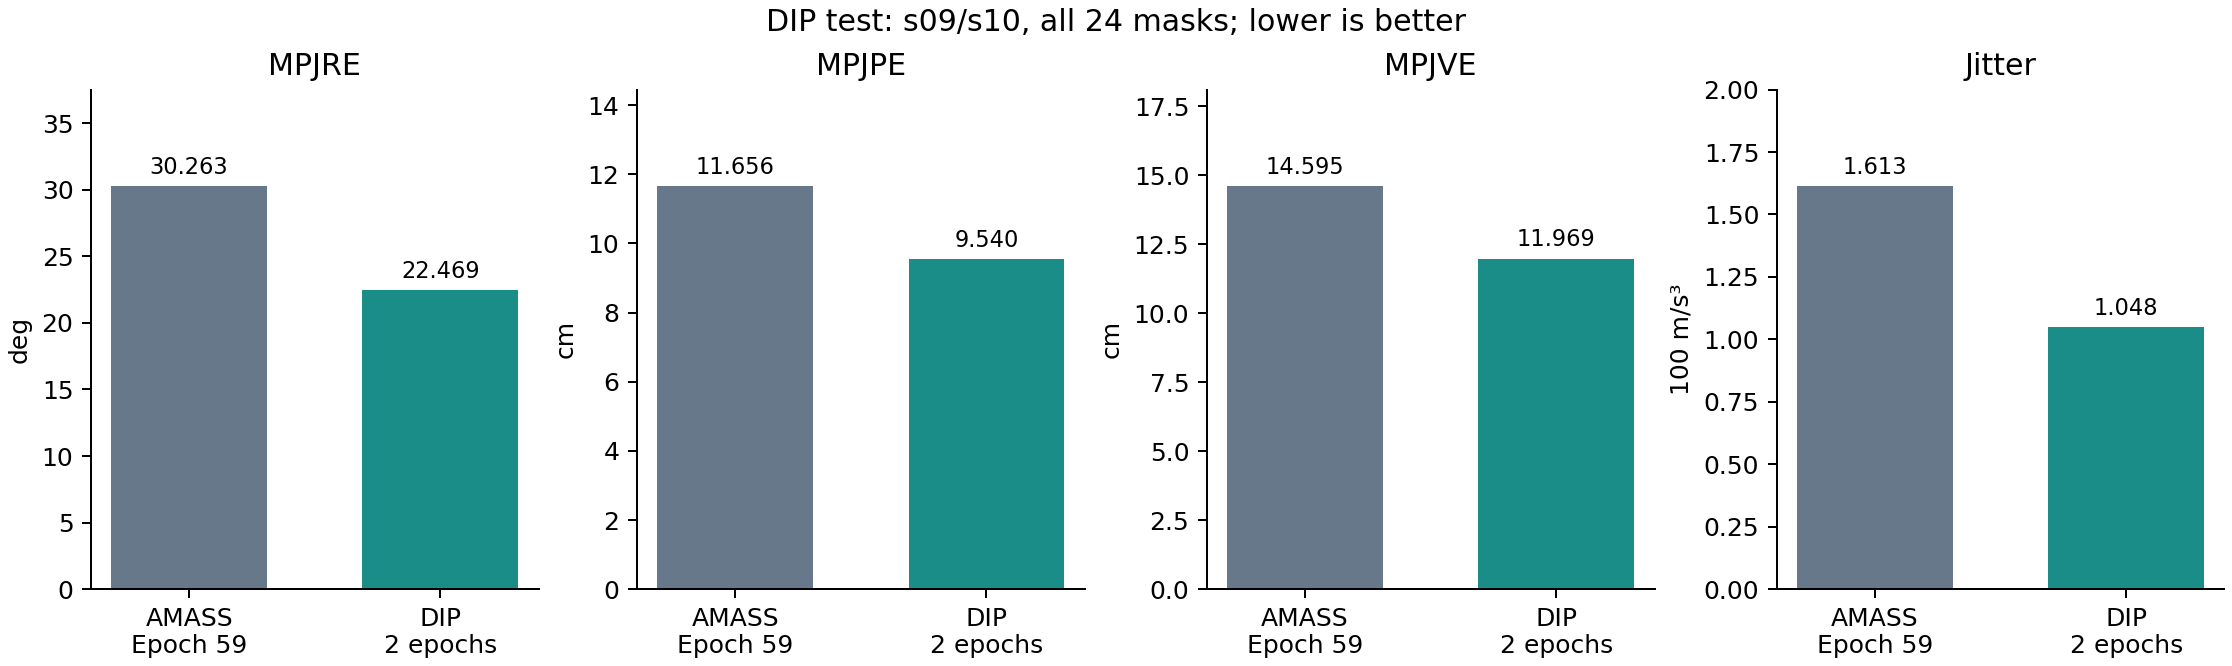 DIP test: s09/s10, all 24 masks; lower is better
MPJRE
deg
35
30
25
20
15
10
5
0
30.263
22.469
AMASS
Epoch 59
DIP
2 epochs
MPJPE
cm
14
12
10
8
6
4
2
0
11.656
9.540
AMASS
Epoch 59
DIP
2 epochs
MPJVE
cm
17.5
15.0
12.5
10.0
7.5
5.0
2.5
0.0
14.595
11.969
AMASS
Epoch 59
DIP
2 epochs
Jitter
100 m/s³
2.00
1.75
1.50
1.25
1.00
0.75
0.50
0.25
0.00
1.613
1.048
AMASS
Epoch 59
DIP
2 epochs